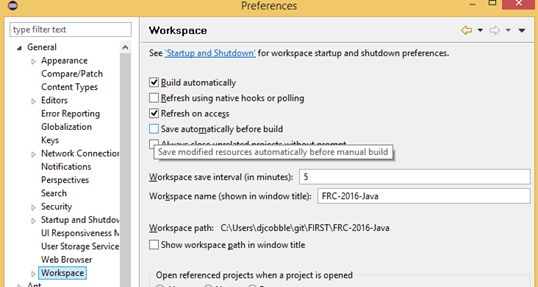 Preferences
type filter text
General
Appearance
Compare/Patch
Content Types
Editors
Error Reporting
Globalization
Keys
Network Connection
Notifications
Perspectives
Search
Security
Startup and Shutdow
UI Responsiveness M
User Storage Service
Web Browser
Workspace
Ant
Workspace
See 'Startup and Shutdown' for workspace startup and shutdown preferences.
Build automatically
Refresh using native hooks or polling
Refresh on access
Save automatically before build
Always close unrelated projects without prompt
Save modified resources automatically before manual build
Workspace save interval (in minutes): 5
Workspace name (shown in window title): FRC-2016-Java
Workspace path: C:\Users\djcobble\git\FIRST\FRC-2016-Java
Show workspace path in window title
Open referenced projects when a project is opened